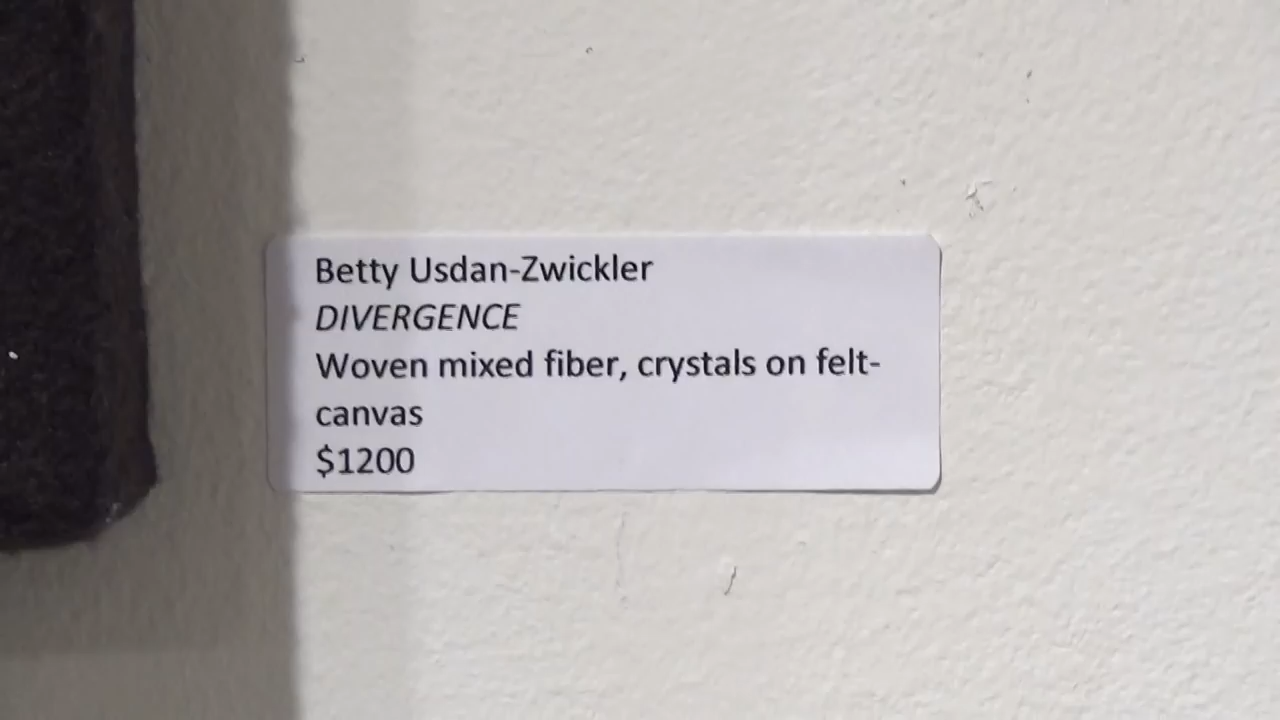 Betty Usdan-Zwickler
DIVERGENCE
Woven mixed fiber, crystals on felt-
canvas
$1200